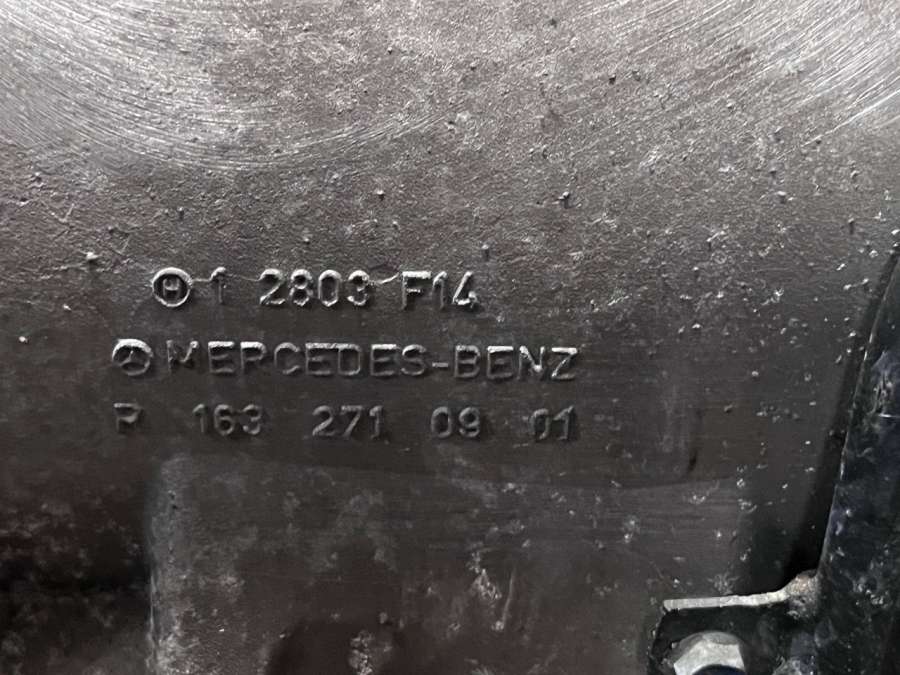 H 1 2803 F14
MERCEDES-BENZ
R 163 271 09 01